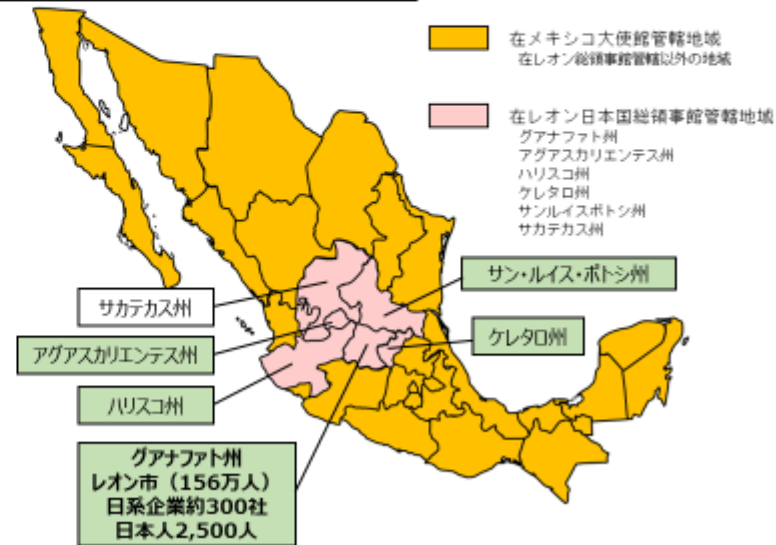 在メキシコ大使館管轄地域
在レオン総領事館管轄以外の地域
在レオン日本国総領事館管轄地域
グアナファト州
アグアスカリエンテス州
ハリスコ州
ケレタロ州
サンルイスポトシ州
サカテカス州
サン・ルイス・ポトシ州
サカテカス州
ケレタロ州
アグアスカリエンテス州
ハリスコ州
グアナファト州
レオン市（156万人）
日系企業約300社
日本人2,500人